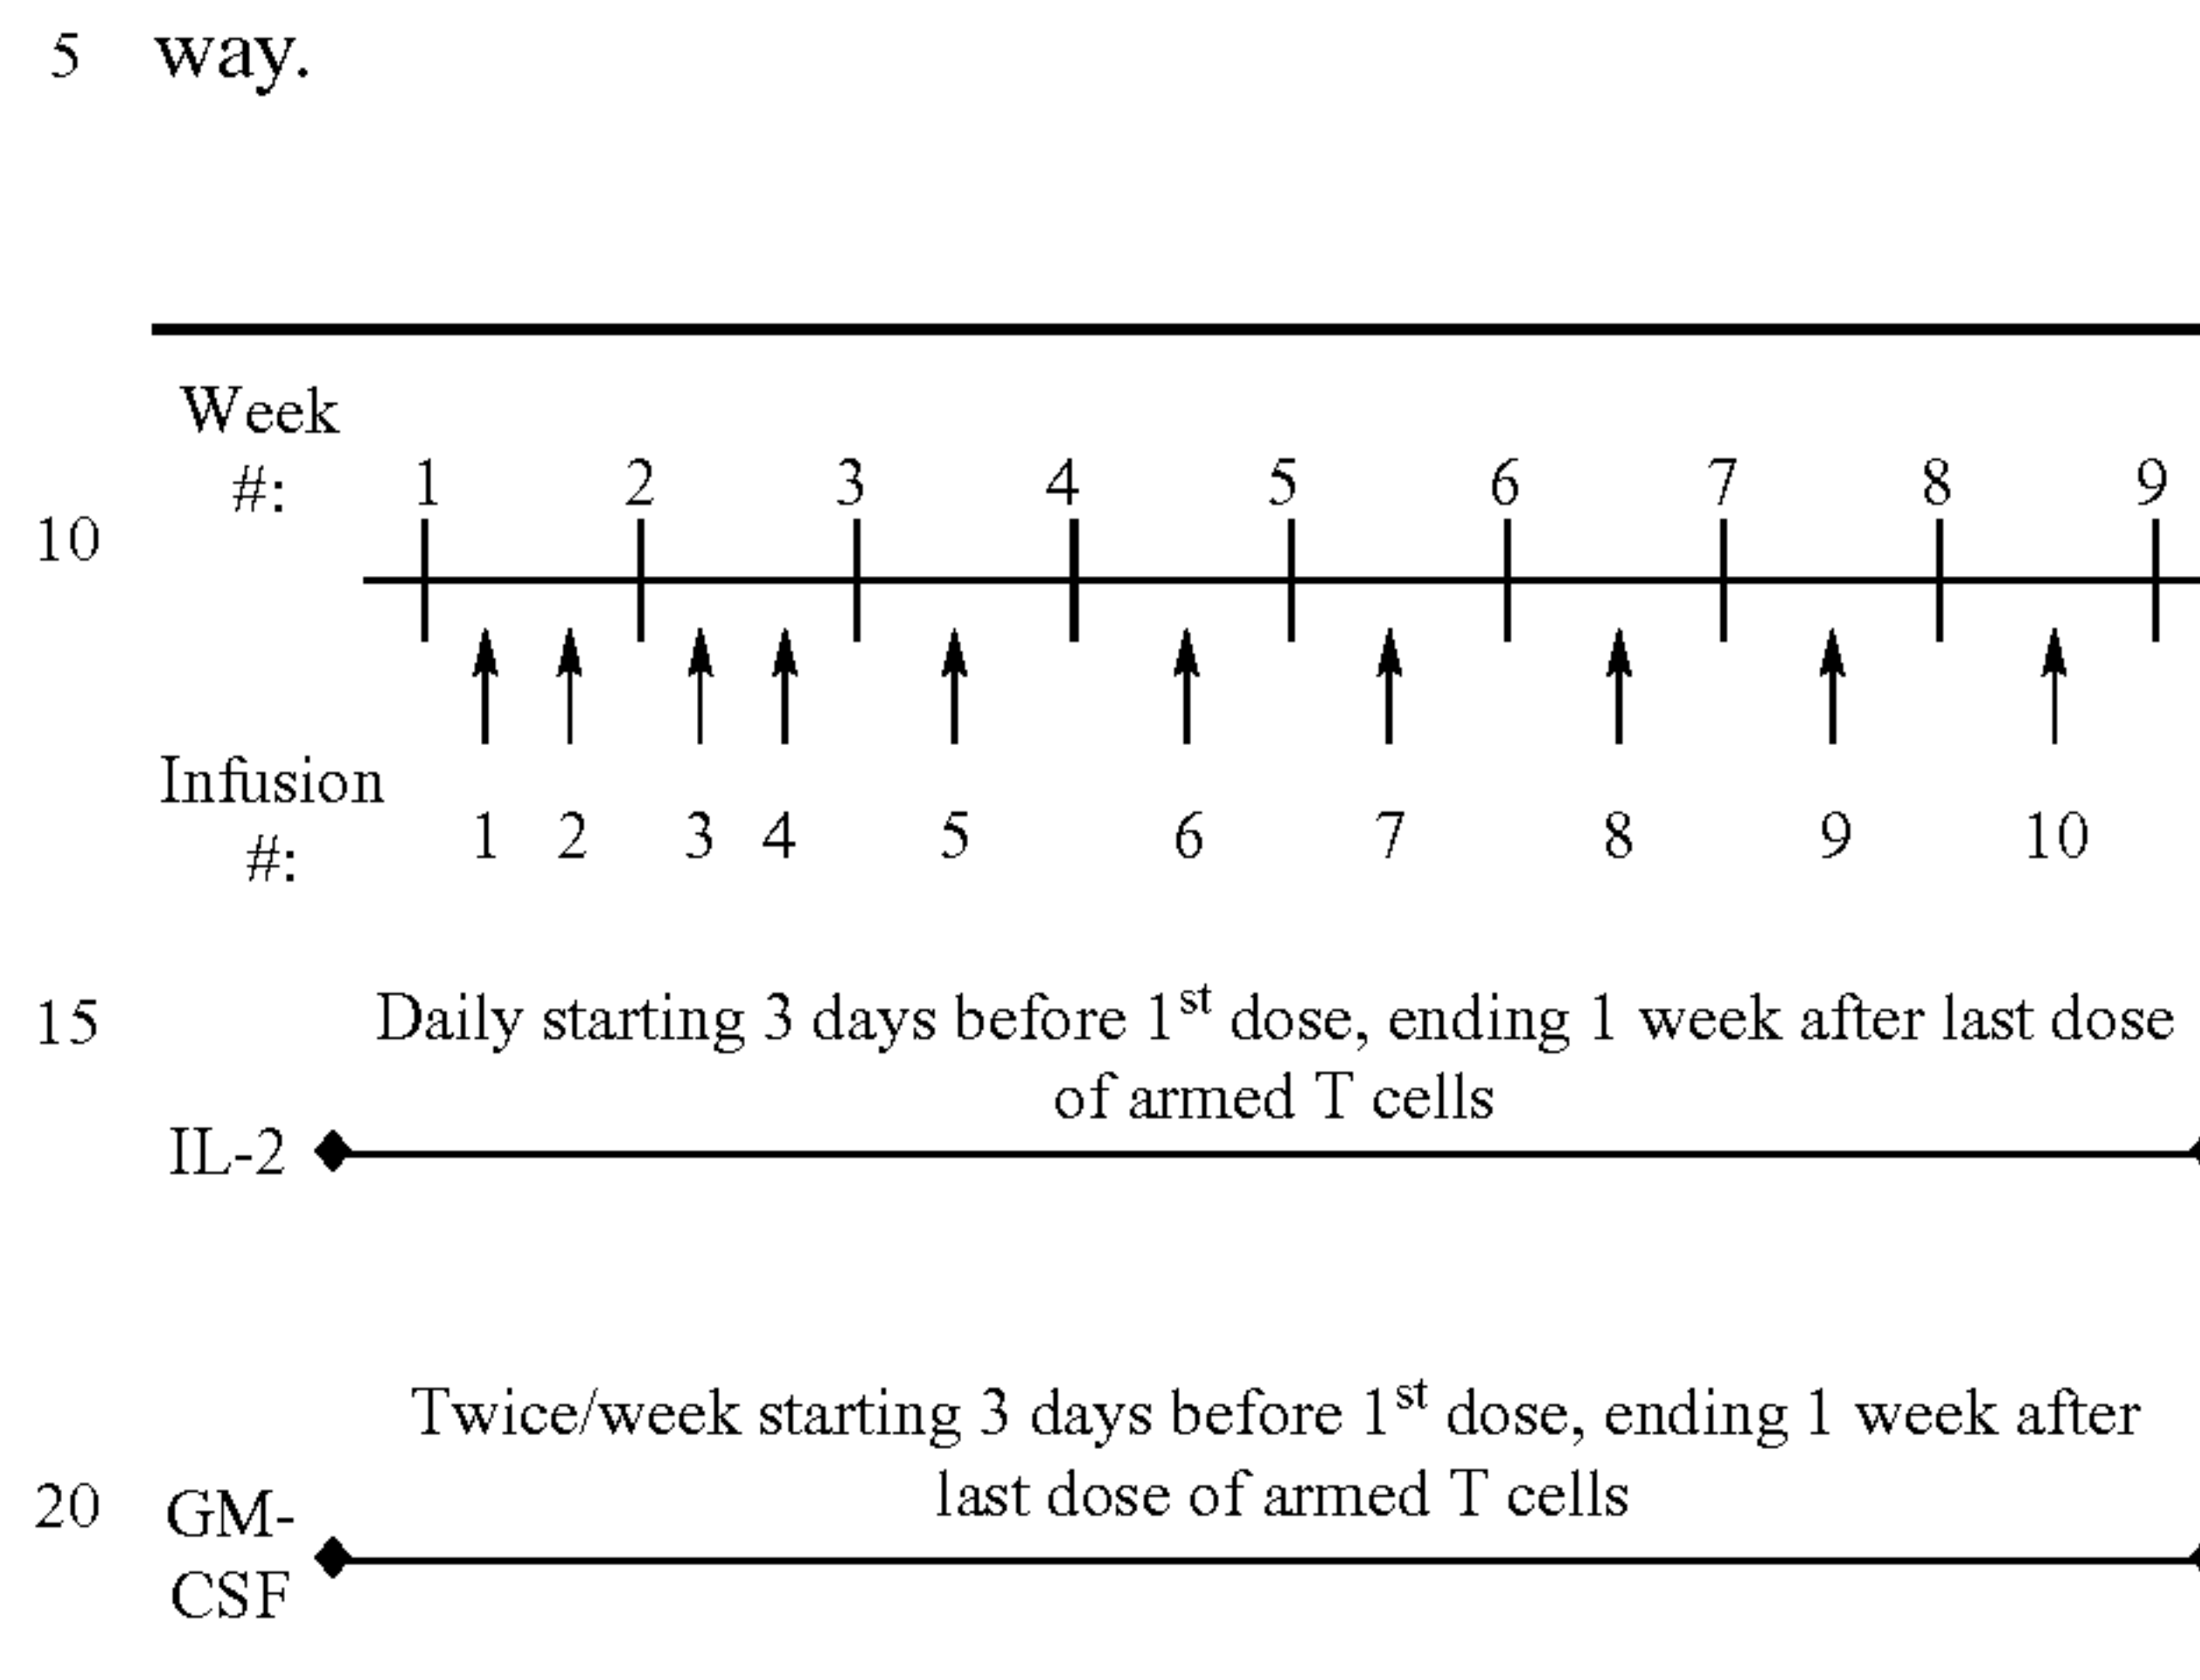 5 way.
Week
#: 1 2 3 4 5 6 7 8 9
10
Infusion
#: 1 2 3 4 5 6 7 8 9 10
15 Daily starting 3 days before 1st dose, ending 1 week after last dose
of armed T cells
IL-2
Twice/week starting 3 days before 1st dose, ending 1 week after
last dose of armed T cells
20 GM-
CSF